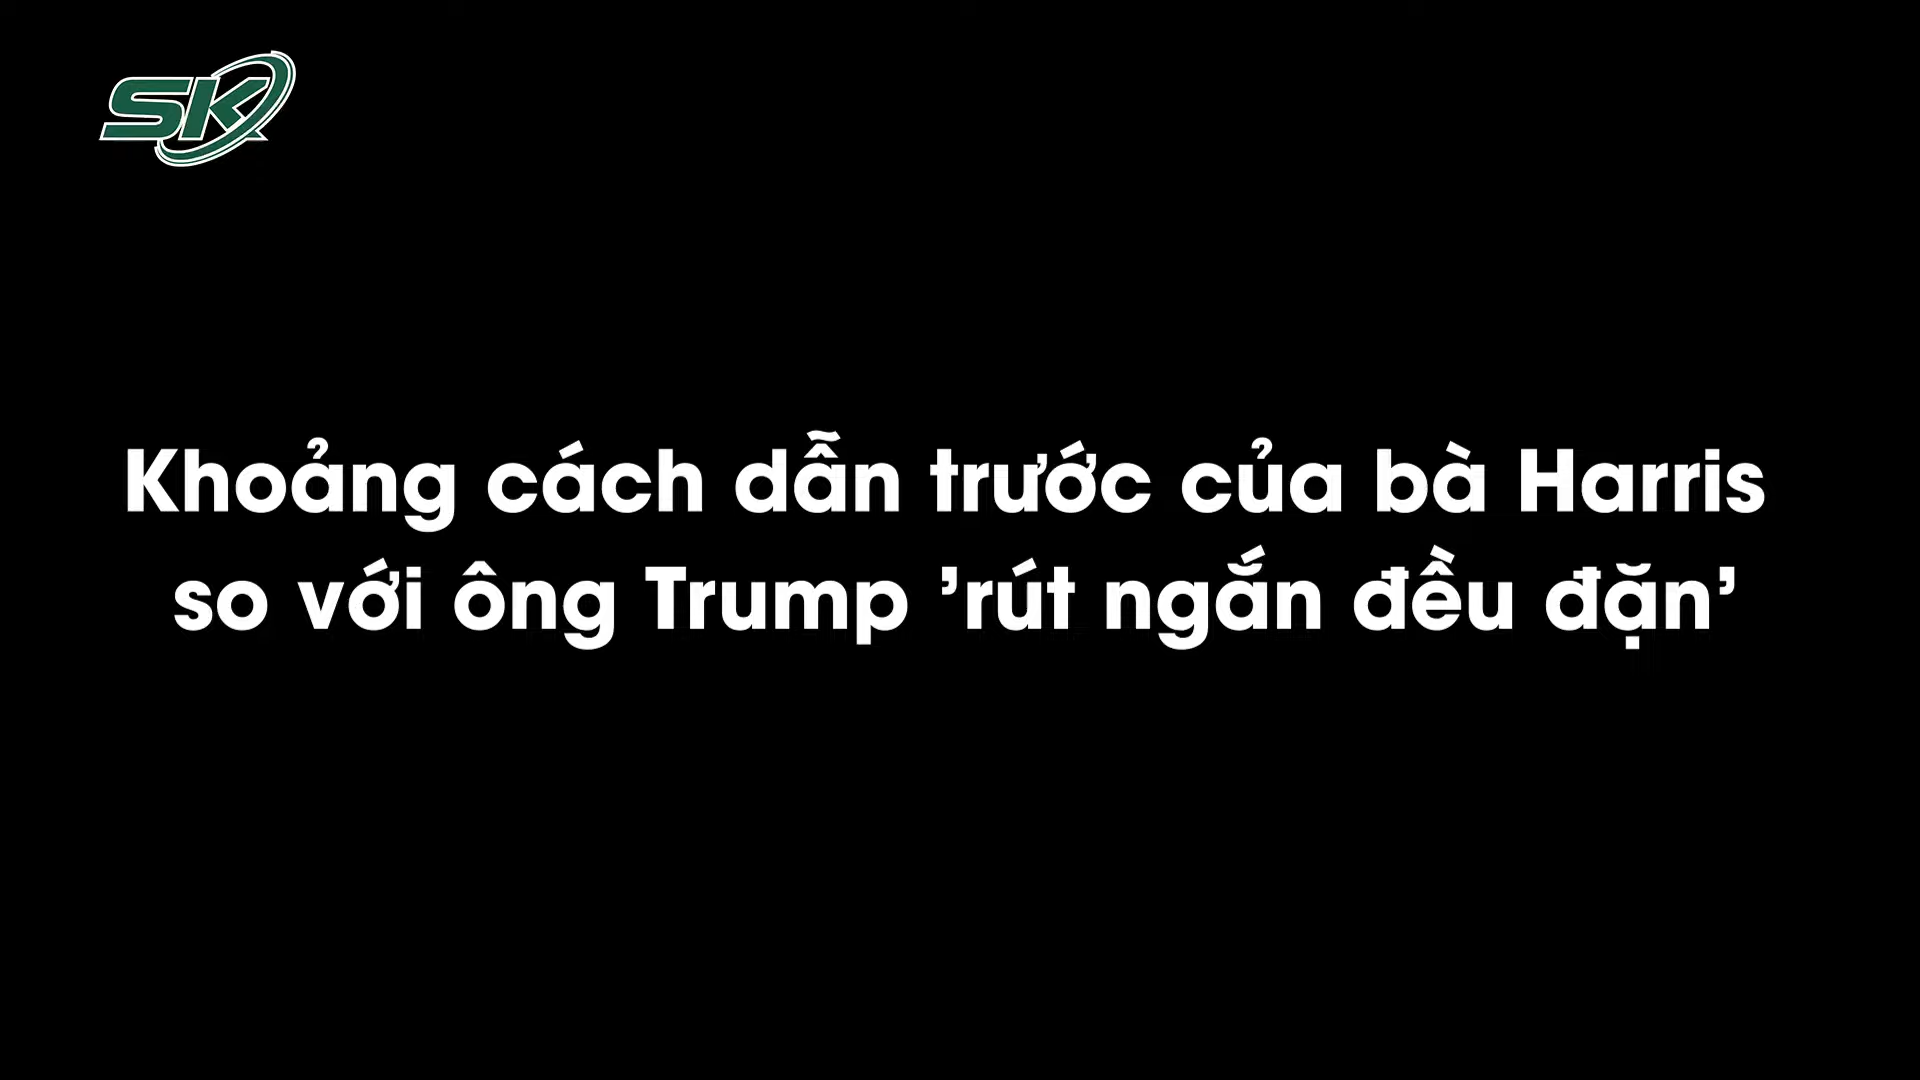 SK
Khoảng cách dẫn trước của bà Harris
so với ông Trump ’rút ngắn đều đặn’